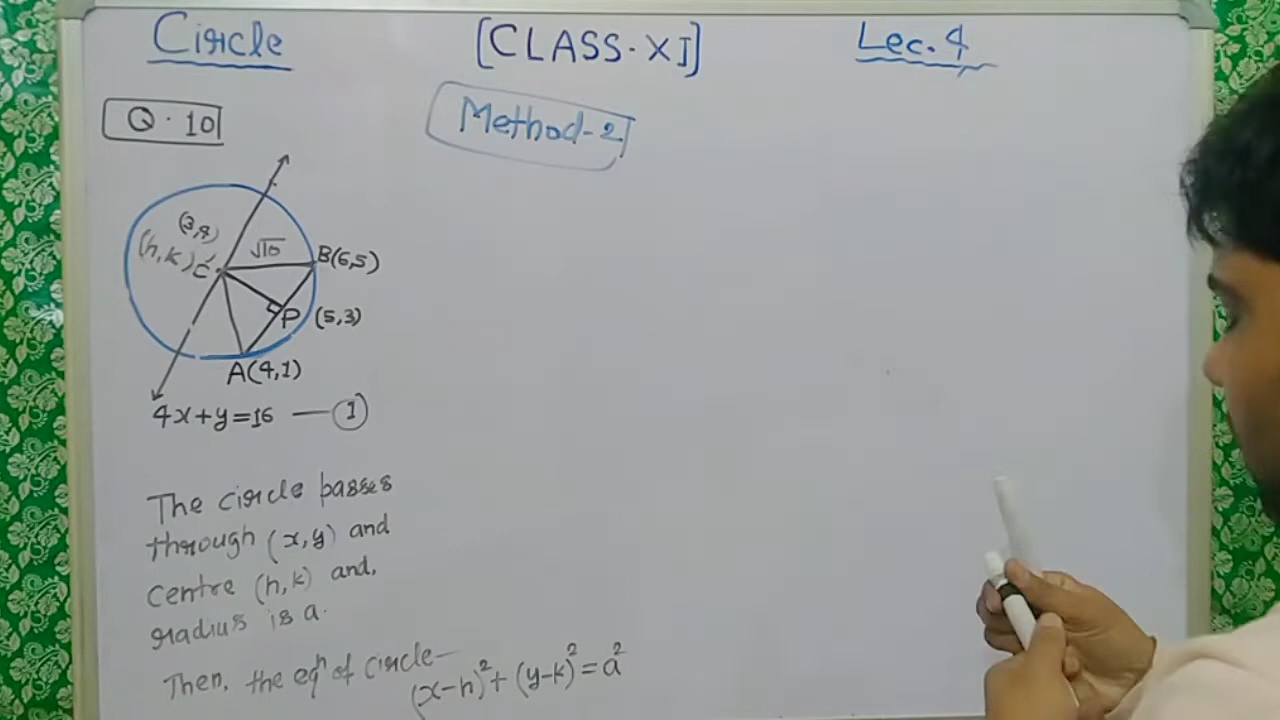 Circle [CLASS-XI] Lec.4
Q.10 Method-2
(3,4)
(h,k) C √10 B(6,5)
P (5,3)
A(4,1)
4x+y=16 — ①
The circle passes
through (x,y) and
centre (h,k) and,
radius is a.
Then, the eqⁿ of circle—
(x-h)²+(y-k)²=a²